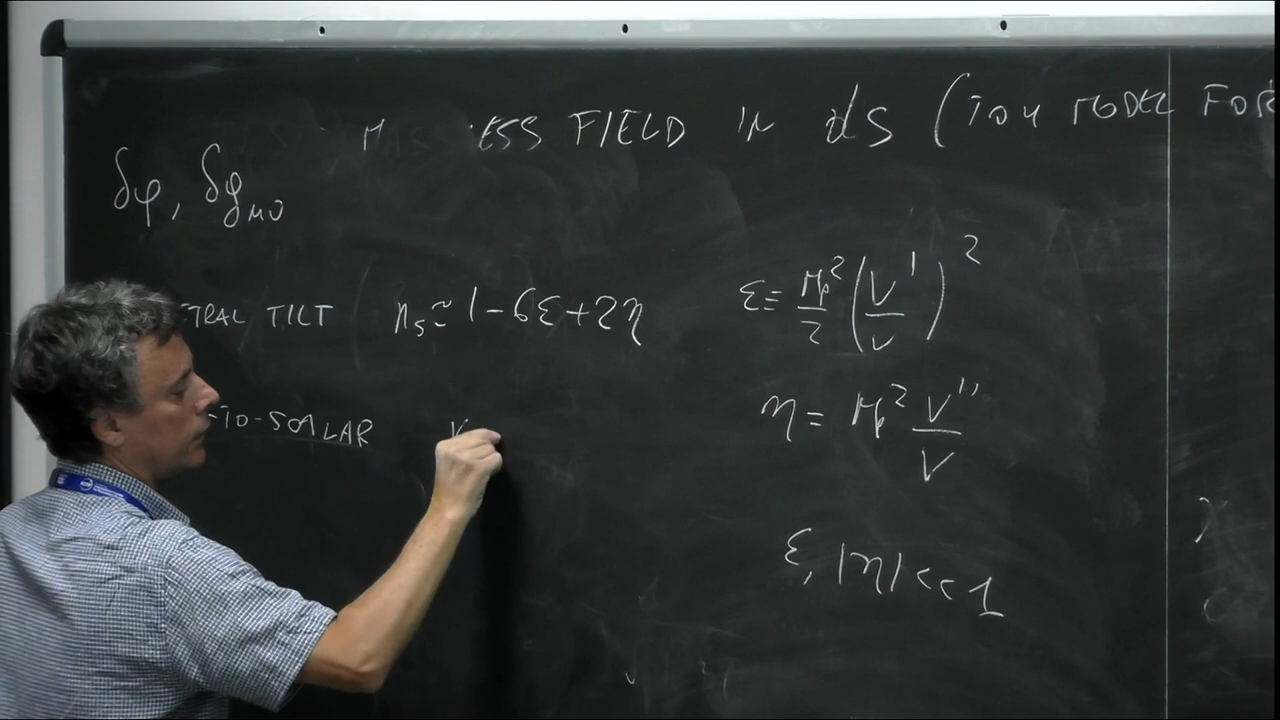 MASSLESS FIELD IN dS (TOY MODEL FOR
δφ, δg_μν
TRAL TILT n_s ≃ 1 - 6ε + 2η
ε ≡ M_p^2/2 (V'/V)^2
-TO-SCALAR r
η = M_p^2 V''/V
ε, |η| << 1